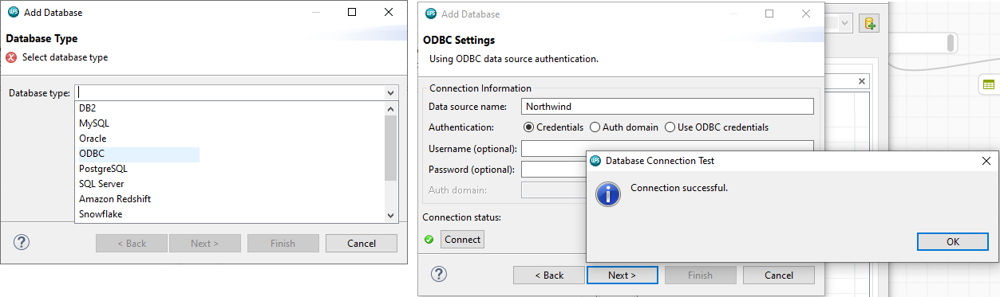 WPS Add Database
Database Type
Select database type
Database type:
DB2
MySQL
Oracle
ODBC
PostgreSQL
SQL Server
Amazon Redshift
Snowflake
? < Back Next > Finish Cancel
WPS Add Database
ODBC Settings
Using ODBC data source authentication.
Connection Information
Data source name: Northwind
Authentication: Credentials Auth domain Use ODBC credentials
Username (optional):
Password (optional):
Auth domain:
Connection status:
Connect
? < Back Next > Finish Cancel
WPS Database Connection Test
Connection successful.
OK